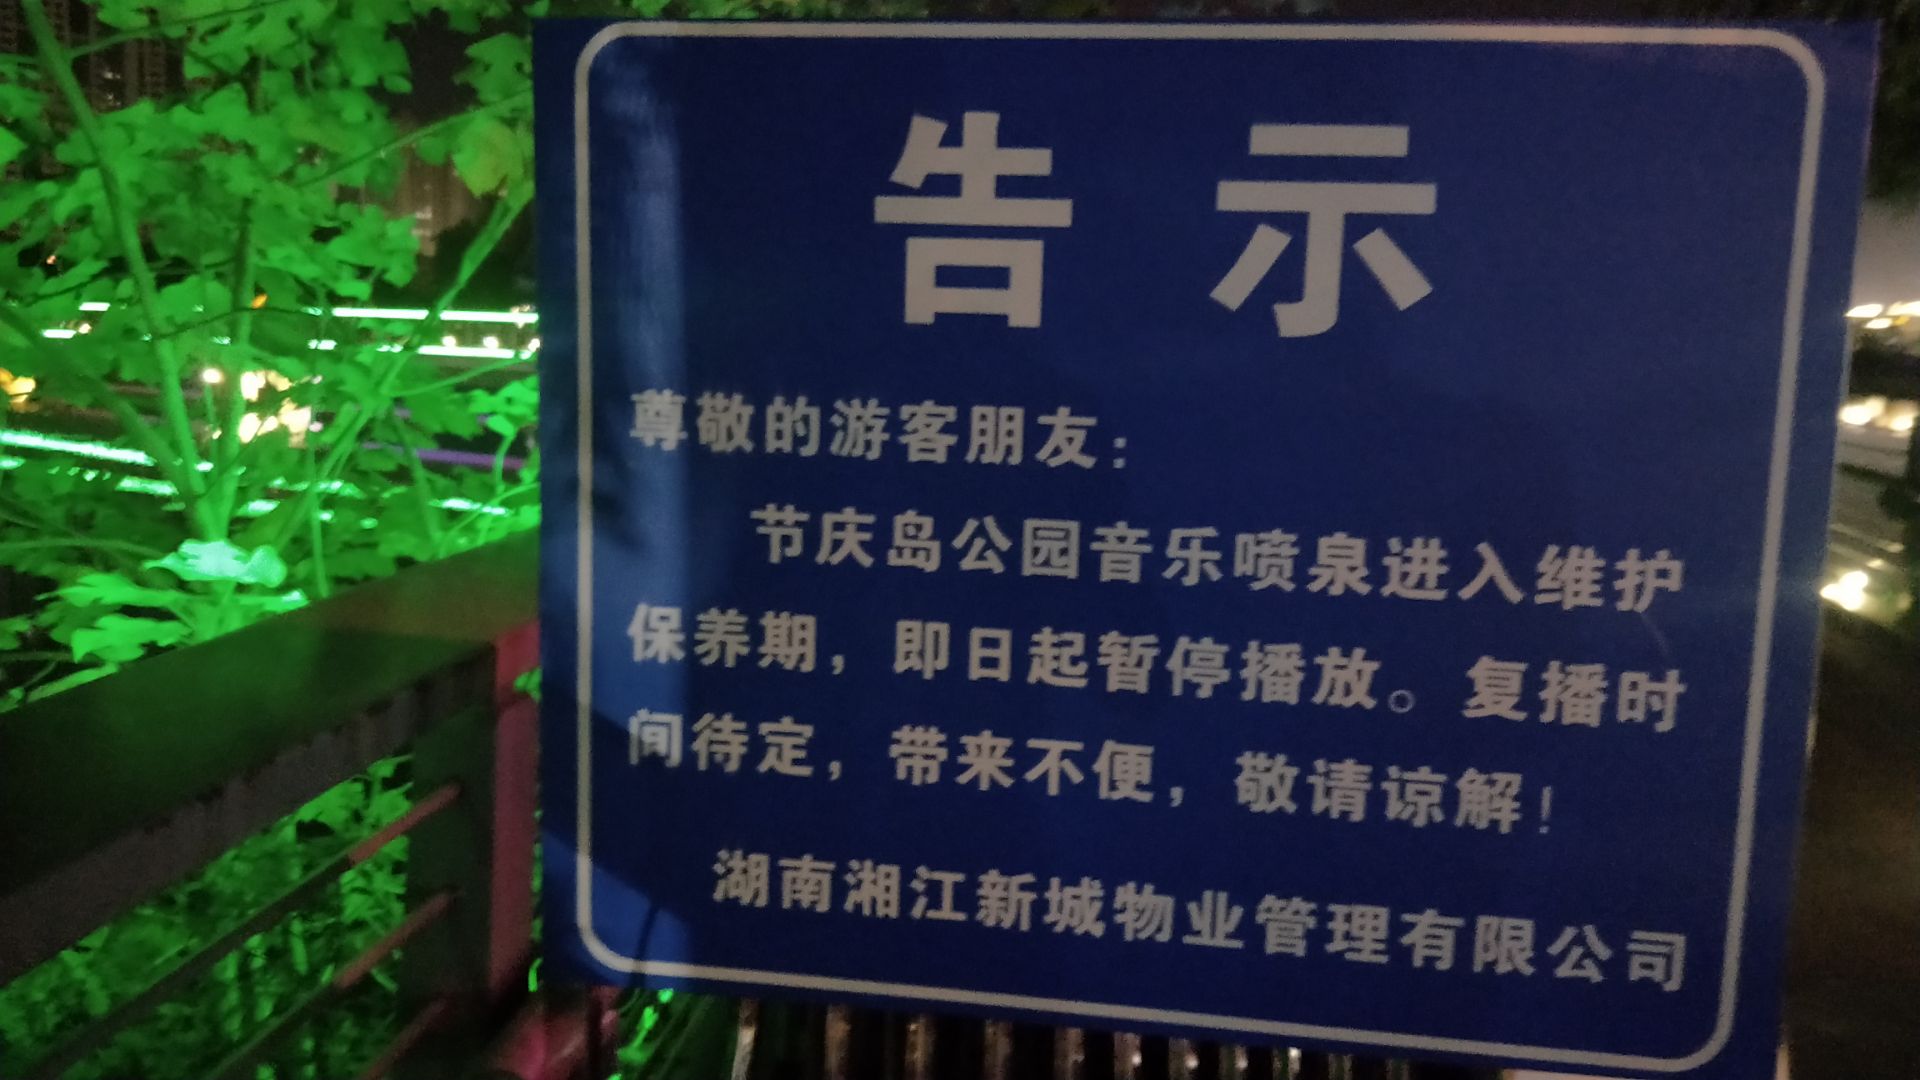 告示
尊敬的游客朋友：
节庆岛公园音乐喷泉进入维护
保养期，即日起暂停播放。复播时
间待定，带来不便，敬请谅解！
湖南湘江新城物业管理有限公司